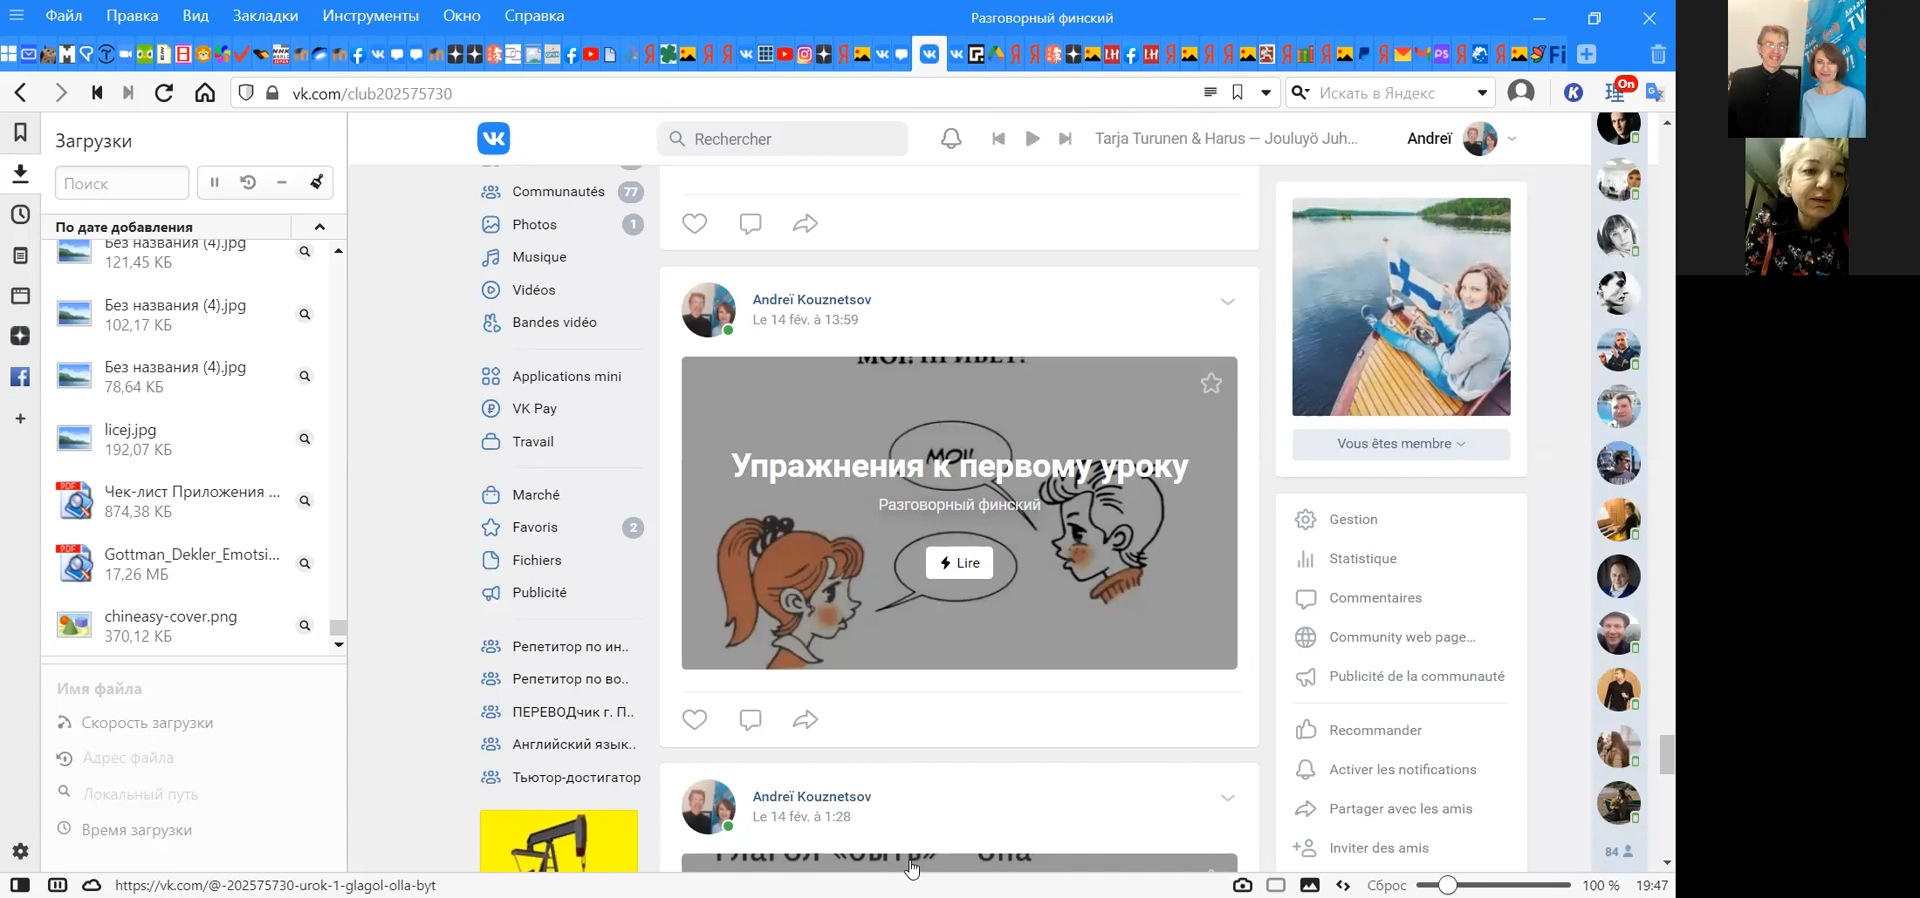 Файл Правка Вид Закладки Инструменты Окно Справка
Разговорный финский
vk.com/club202575730
Искать в Яндекс
On
Загрузки
Поиск
По дате добавления
Без названия (4).jpg
121,45 КБ
Без названия (4).jpg
102,17 КБ
Без названия (4).jpg
78,64 КБ
licej.jpg
192,07 КБ
Чек-лист Приложения ...
874,38 КБ
Gottman_Dekler_Emotsi...
17,26 МБ
chineasy-cover.png
370,12 КБ
Имя файла
Скорость загрузки
Адрес файла
Локальный путь
Время загрузки
Rechercher
Tarja Turunen & Harus — Jouluyö Juh...
Andreï
Communautés 77
Photos 1
Musique
Vidéos
Bandes vidéo
Applications mini
VK Pay
Travail
Marché
Favoris 2
Fichiers
Publicité
Репетитор по ин..
Репетитор по во..
ПЕРЕВОДчик г. П..
Английский язык..
Тьютор-достигатор
Andreï Kouznetsov
Le 14 fév. à 13:59
MOI! ПРИВЕТ!
MOI!
Упражнения к первому уроку
Разговорный финский
Lire
Andreï Kouznetsov
Le 14 fév. à 1:28
Глагол «быть» – olla
Vous êtes membre
Gestion
Statistique
Commentaires
Community web page...
Publicité de la communauté
Recommander
Activer les notifications
Partager avec les amis
Inviter des amis
84
https://vk.com/@-202575730-urok-1-glagol-olla-byt
Сброс
100 %
19:47